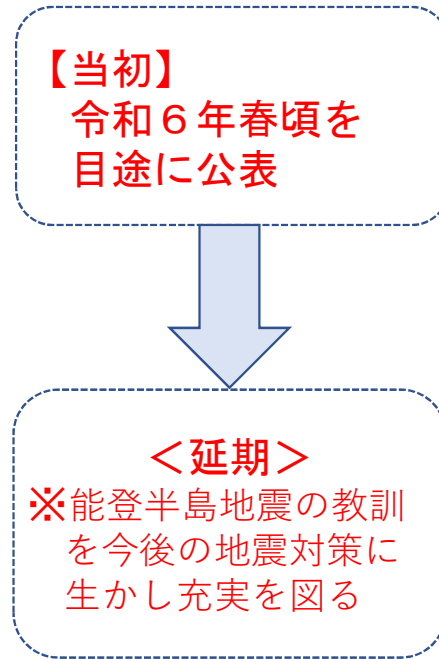 【当初】
令和６年春頃を
目途に公表
＜延期＞
※能登半島地震の教訓
を今後の地震対策に
生かし充実を図る